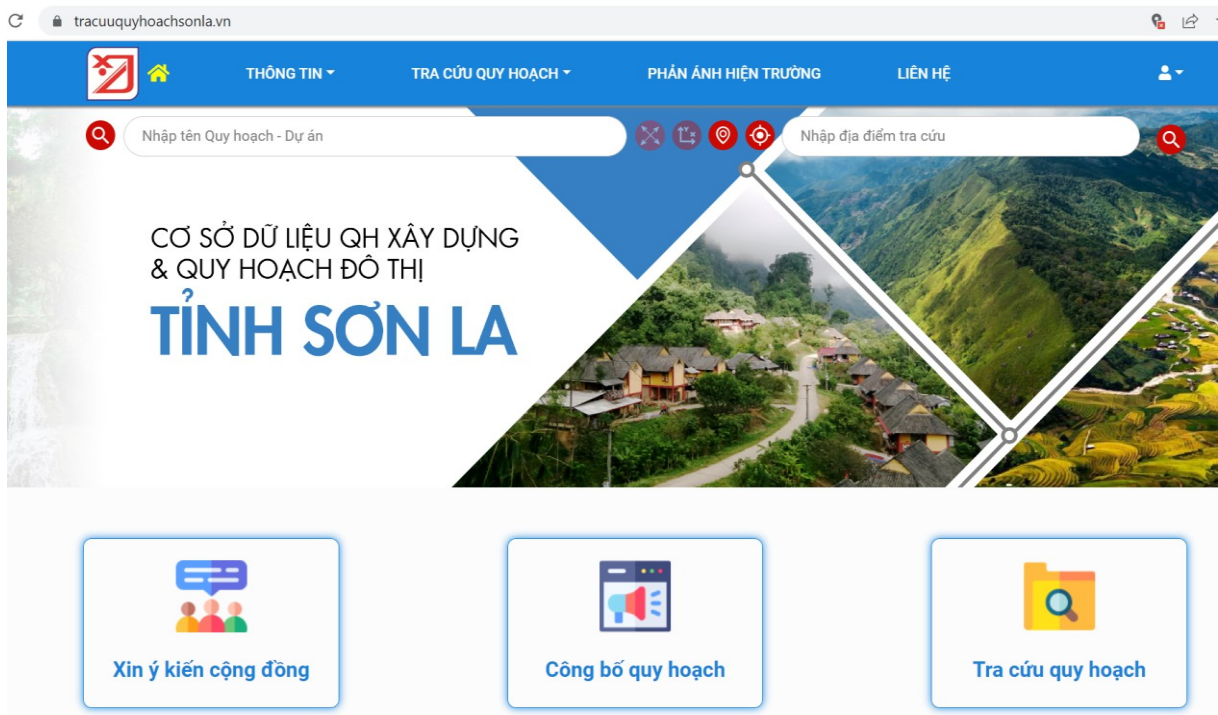 tracuuquyhoachsonla.vn
THÔNG TIN
TRA CỨU QUY HOẠCH
PHẢN ÁNH HIỆN TRƯỜNG
LIÊN HỆ
Nhập tên Quy hoạch - Dự án
Nhập địa điểm tra cứu
CƠ SỞ DỮ LIỆU QH XÂY DỰNG
& QUY HOẠCH ĐÔ THỊ
TỈNH SƠN LA
Xin ý kiến cộng đồng
Công bố quy hoạch
Tra cứu quy hoạch